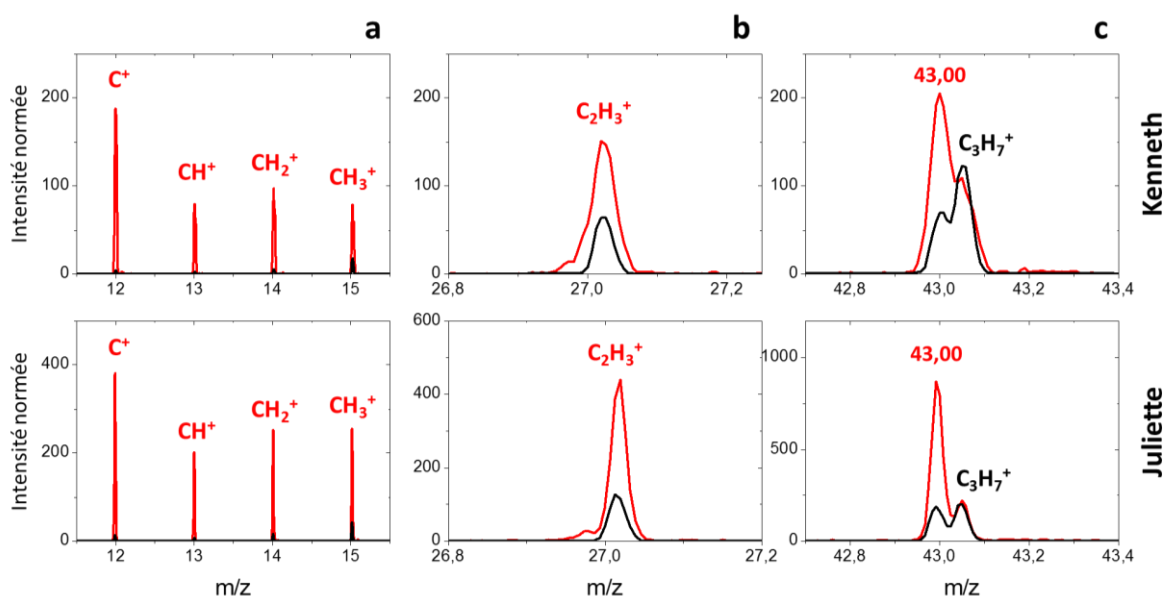 a b c
C⁺ CH⁺ CH₂⁺ CH₃⁺
C₂H₃⁺
43,00
C₃H₇⁺
Intensité normée
200
100
0
12 13 14 15
26,8 27,0 27,2
200
100
0
42,8 43,0 43,2 43,4
Kenneth
C⁺ CH⁺ CH₂⁺ CH₃⁺
C₂H₃⁺
43,00
C₃H₇⁺
Intensité normée
400
200
0
12 13 14 15
m/z
600
400
200
0
26,8 27,0 27,2
m/z
1000
500
0
42,8 43,0 43,2 43,4
m/z
Juliette